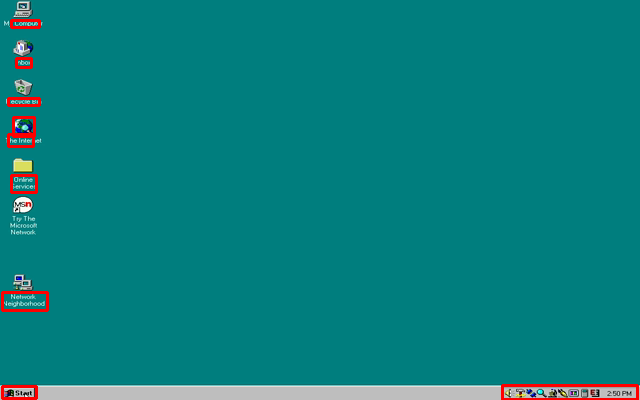 My Computer
Inbox
Recycle Bin
The Internet
Online
Services
MSN
Try The
Microsoft
Network
Network
Neighborhood
Start
2:50 PM